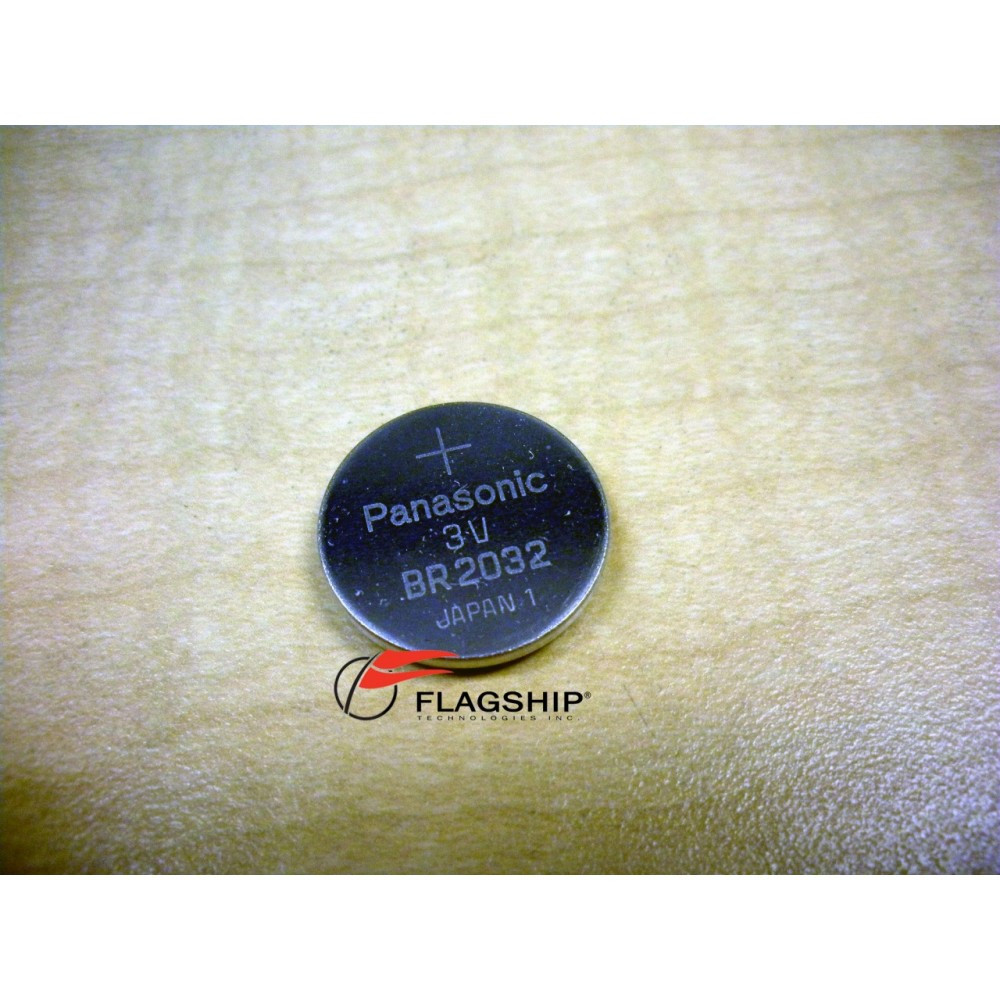 +
Panasonic
3V
BR2032
JAPAN 1
FLAGSHIP®
TECHNOLOGIES INC